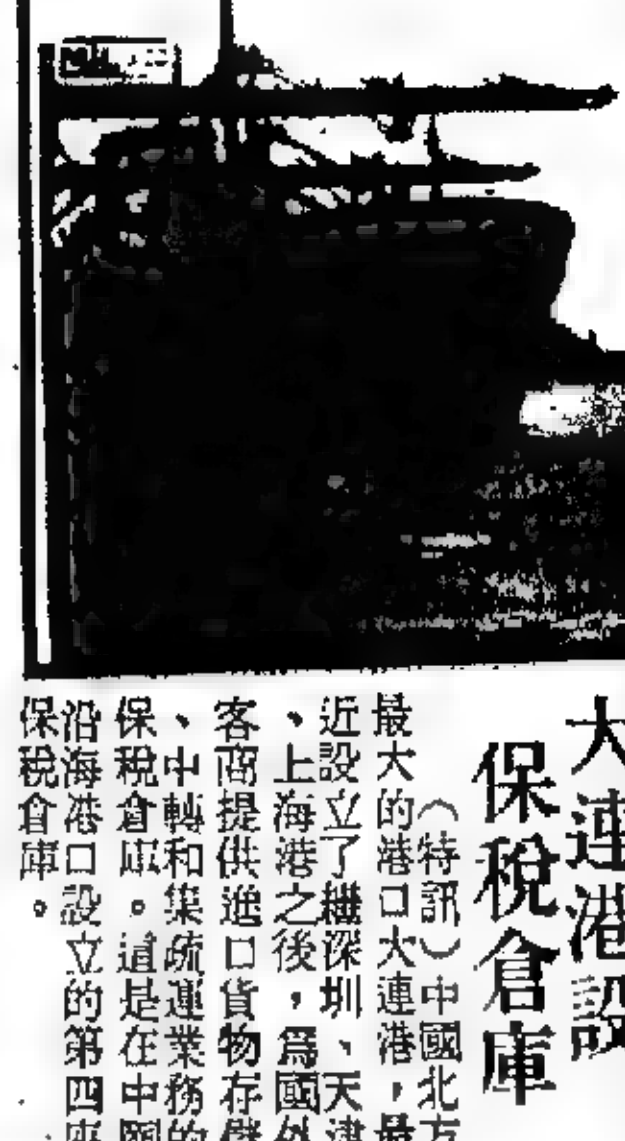 大連港設
保稅倉庫
（特訊）中國北方
最大的港口大連港，最
近設立了繼深圳、天津
、上海港之後，爲國外
客商提供進口貨物存儲
、中轉和集疏運業務的
保稅倉庫。這是在中國
沿海港口設立的第四座
保稅倉庫。